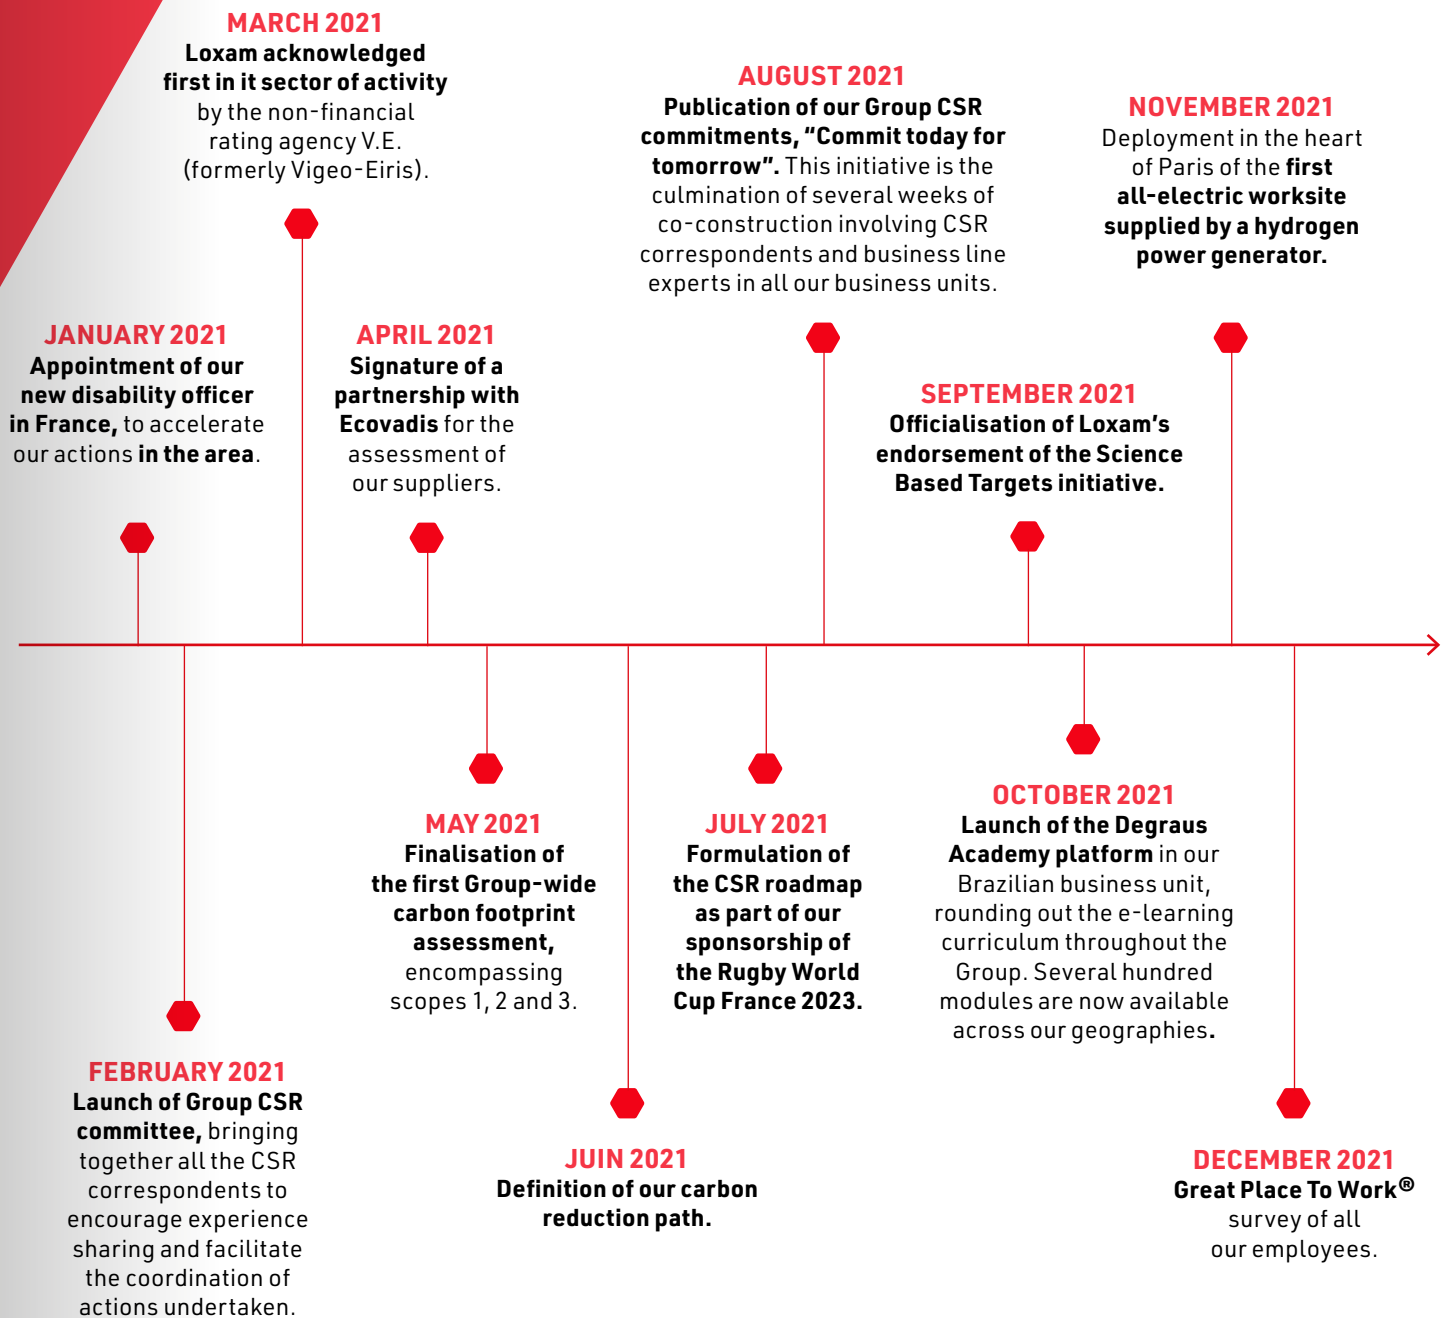 MARCH 2021
Loxam acknowledged
first in it sector of activity
by the non-financial
rating agency V.E.
(formerly Vigeo-Eiris).
AUGUST 2021
Publication of our Group CSR
commitments, “Commit today for
tomorrow”. This initiative is the
culmination of several weeks of
co-construction involving CSR
correspondents and business line
experts in all our business units.
NOVEMBER 2021
Deployment in the heart
of Paris of the first
all-electric worksite
supplied by a hydrogen
power generator.
JANUARY 2021
Appointment of our
new disability officer
in France, to accelerate
our actions in the area.
APRIL 2021
Signature of a
partnership with
Ecovadis for the
assessment of
our suppliers.
SEPTEMBER 2021
Officialisation of Loxam’s
endorsement of the Science
Based Targets initiative.
FEBRUARY 2021
Launch of Group CSR
committee, bringing
together all the CSR
correspondents to
encourage experience
sharing and facilitate
the coordination of
actions undertaken.
MAY 2021
Finalisation of
the first Group-wide
carbon footprint
assessment,
encompassing
scopes 1, 2 and 3.
JUIN 2021
Definition of our carbon
reduction path.
JULY 2021
Formulation of
the CSR roadmap
as part of our
sponsorship of
the Rugby World
Cup France 2023.
OCTOBER 2021
Launch of the Degraus
Academy platform in our
Brazilian business unit,
rounding out the e-learning
curriculum throughout the
Group. Several hundred
modules are now available
across our geographies.
DECEMBER 2021
Great Place To Work®
survey of all
our employees.